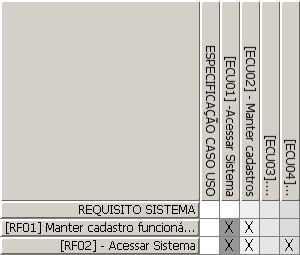 ESPECIFICAÇÃO CASO USO
[ECU01] -Acessar Sistema
[ECU02] - Manter cadastros
[ECU03]....
[ECU04]...
REQUISITO SISTEMA
[RF01] Manter cadastro funcioná... X X
[RF02] - Acessar Sistema X X X